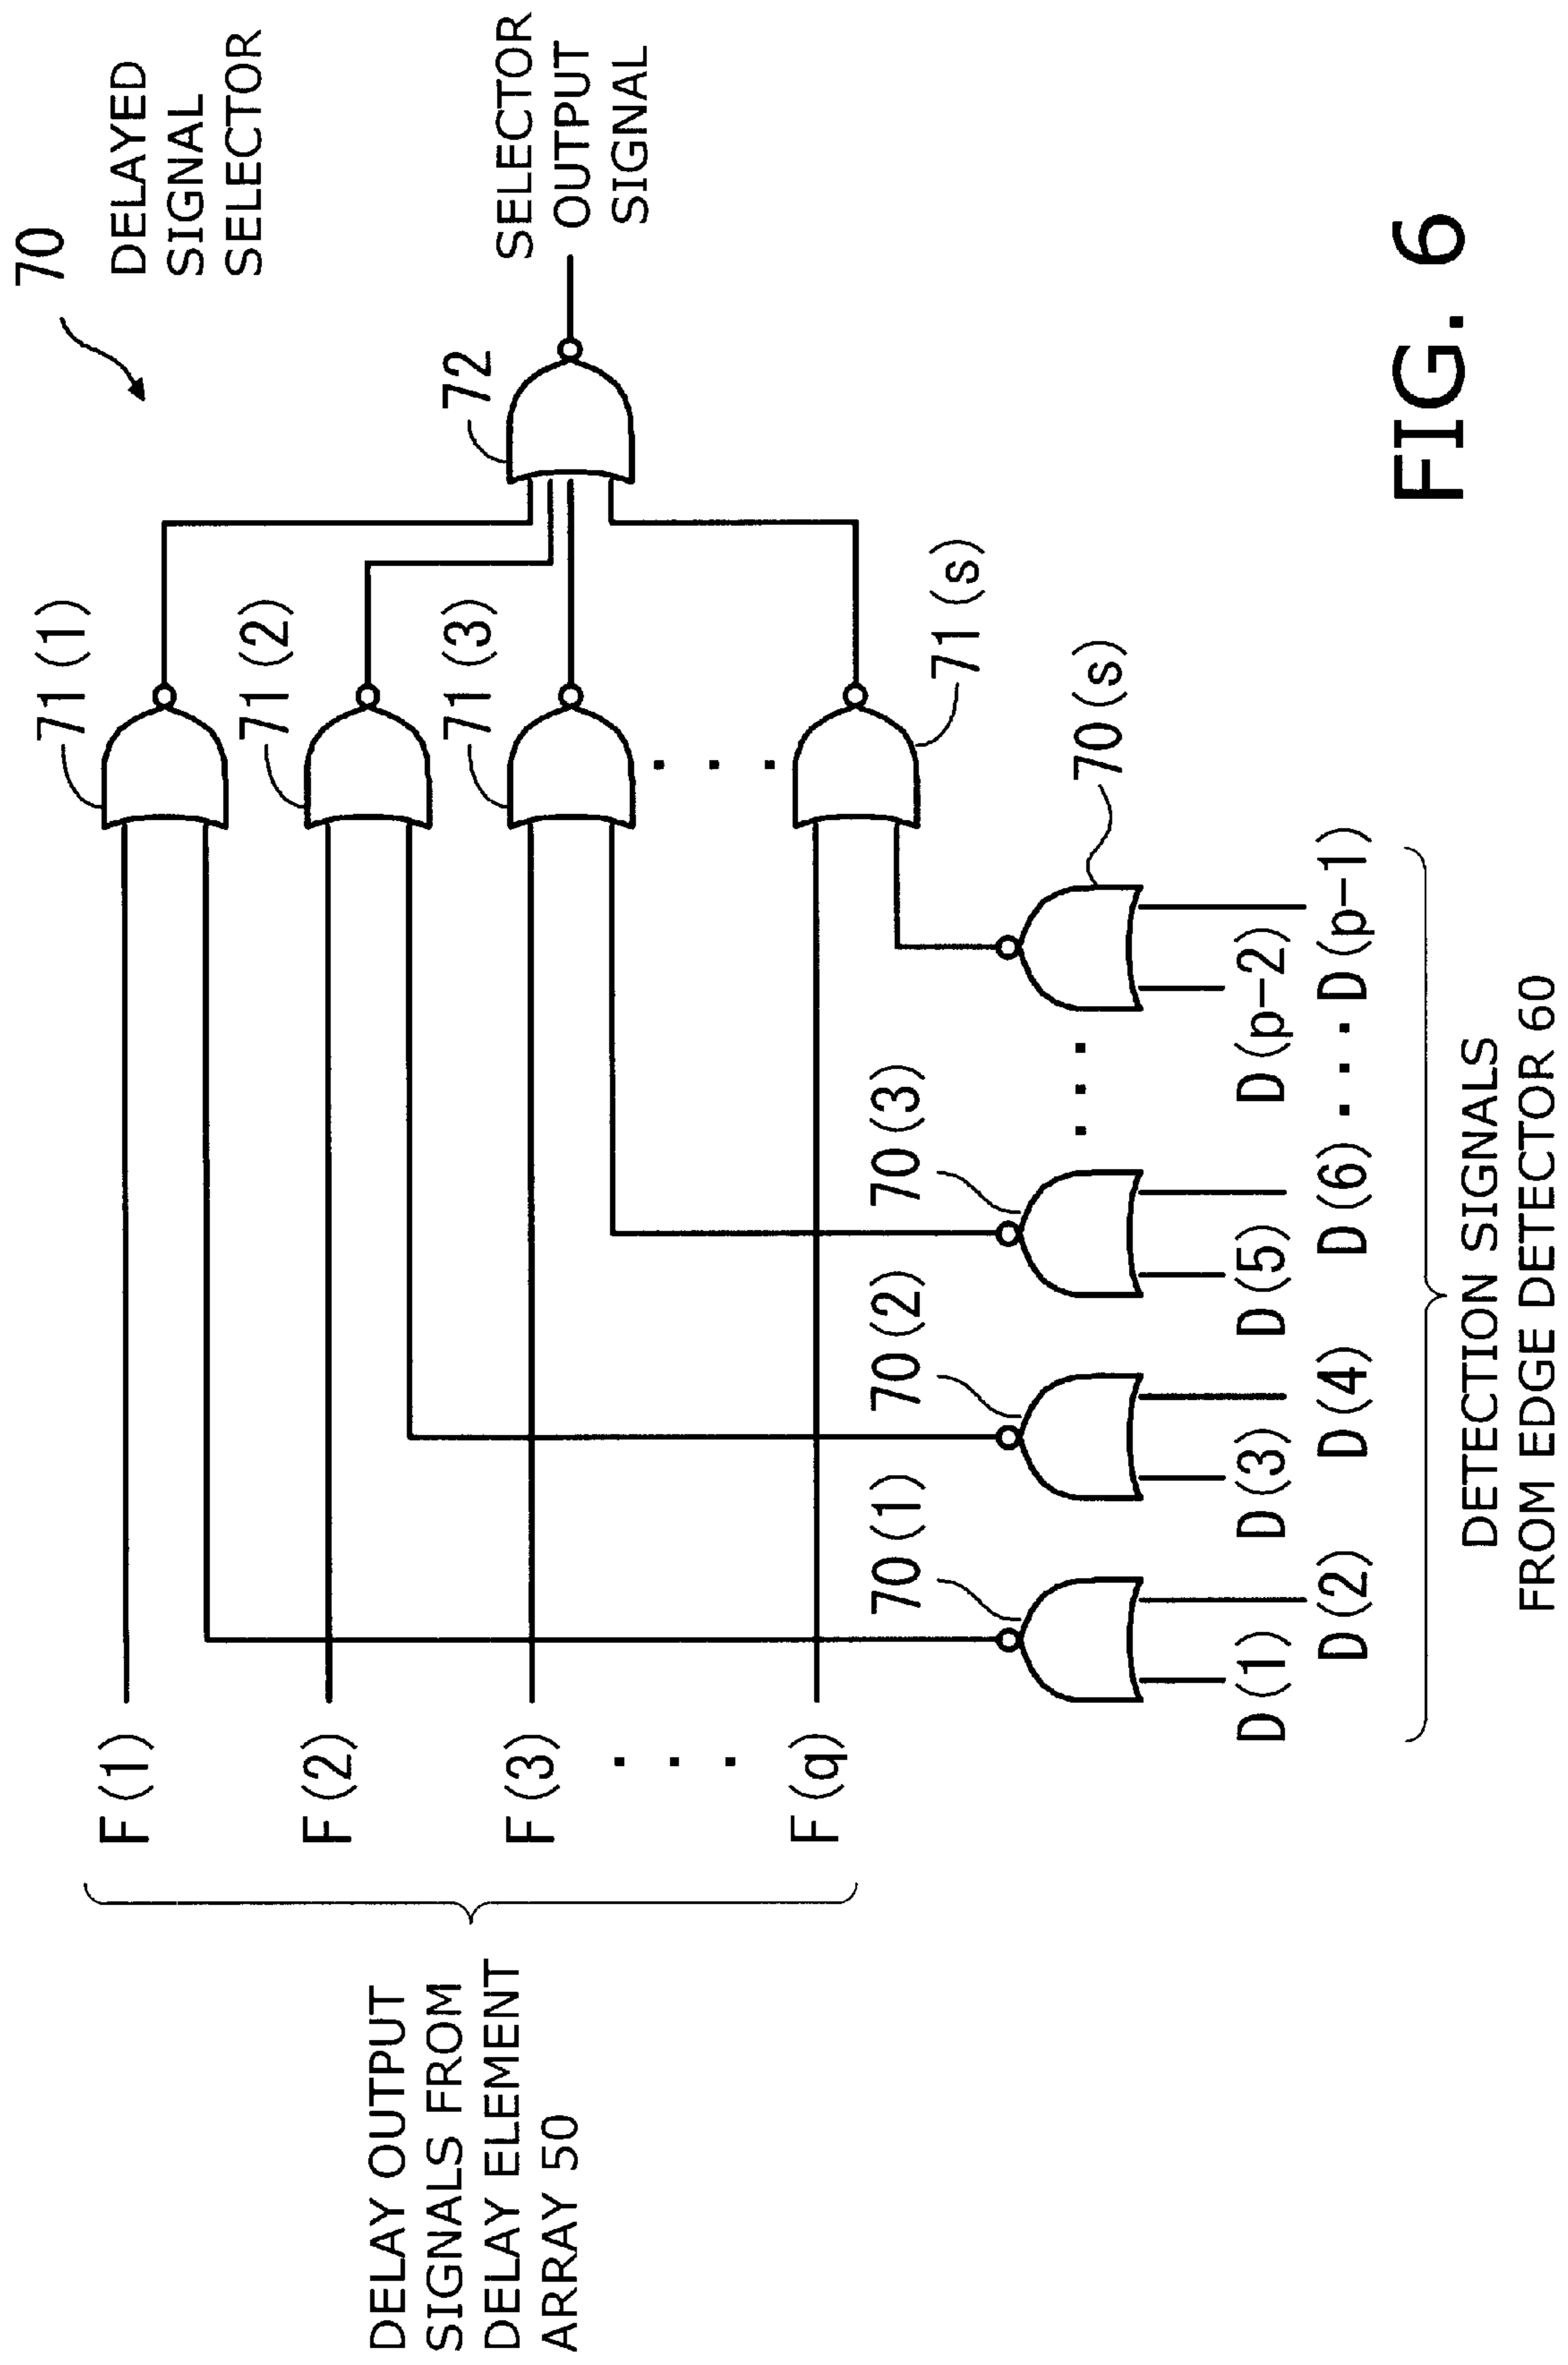 70
DELAYED
SIGNAL
SELECTOR
71(1)
71(2)
71(3)
71(s)
72
SELECTOR
OUTPUT
SIGNAL
F(1)
F(2)
F(3)
. . .
F(q)
. . .
DELAY OUTPUT
SIGNALS FROM
DELAY ELEMENT
ARRAY 50
70(1)
70(2)
70(3)
. . .
70(s)
D(1) D(3) D(5) D(p-2)
D(2) D(4) D(6) . . . D(p-1)
DETECTION SIGNALS
FROM EDGE DETECTOR 60
FIG. 6